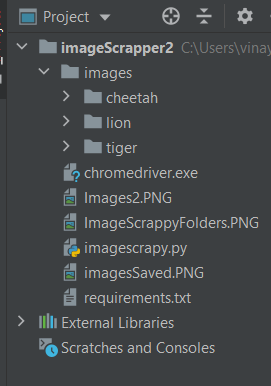 Project
imageScrapper2 C:\Users\vinay
images
cheetah
lion
tiger
chromedriver.exe
Images2.PNG
ImageScrappyFolders.PNG
imagescrapy.py
imagesSaved.PNG
requirements.txt
External Libraries
Scratches and Consoles